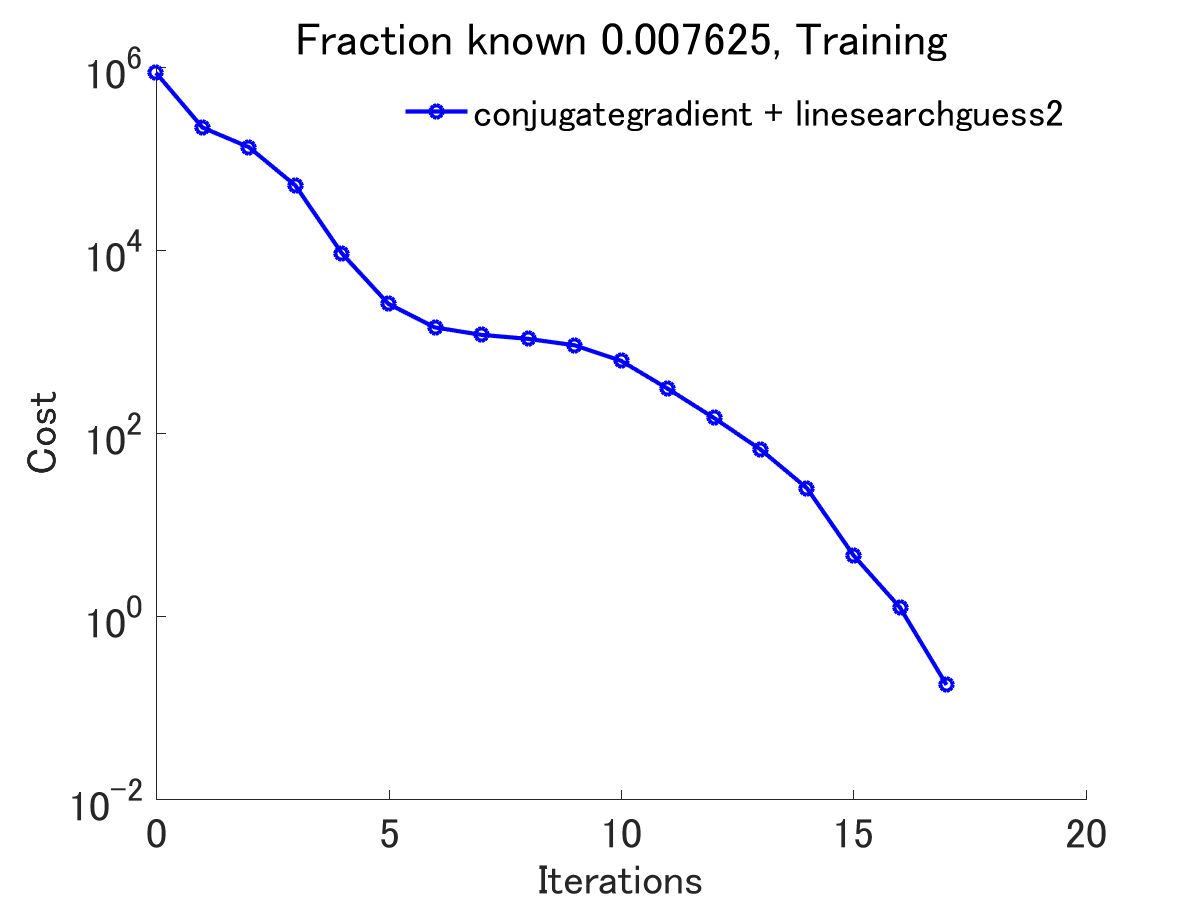 Fraction known 0.007625, Training
conjugategradient + linesearchguess2
10^6
10^4
10^2
10^0
10^-2
Cost
0 5 10 15 20
Iterations